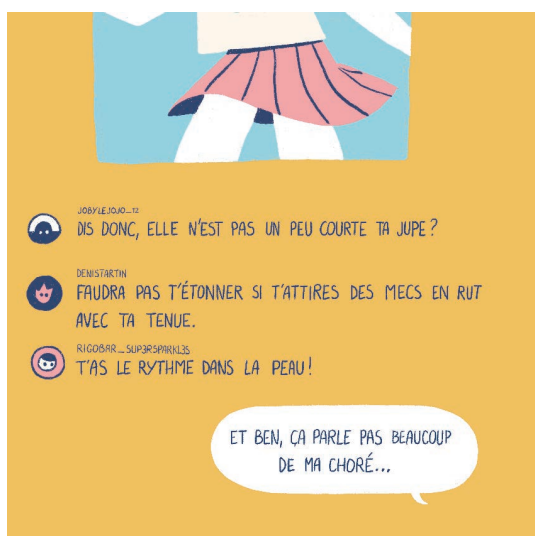 JOBYLEJOJO_12
DIS DONC, ELLE N'EST PAS UN PEU COURTE TA JUPE ?
DENISTARTIN
FAUDRA PAS T'ÉTONNER SI T'ATTIRES DES MECS EN RUT
AVEC TA TENUE.
RIGOBAR_SUP3RSPARKL3S
T'AS LE RYTHME DANS LA PEAU !
ET BEN, ÇA PARLE PAS BEAUCOUP
DE MA CHORÉ...